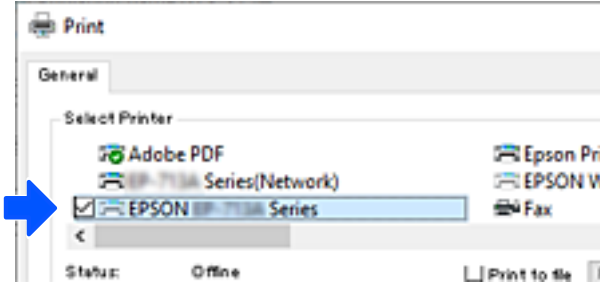 Print
General
Select Printer
Adobe PDF
Epson Pri
Series(Network)
EPSON W
EPSON Series
Fax
Status: Offline
Print to file